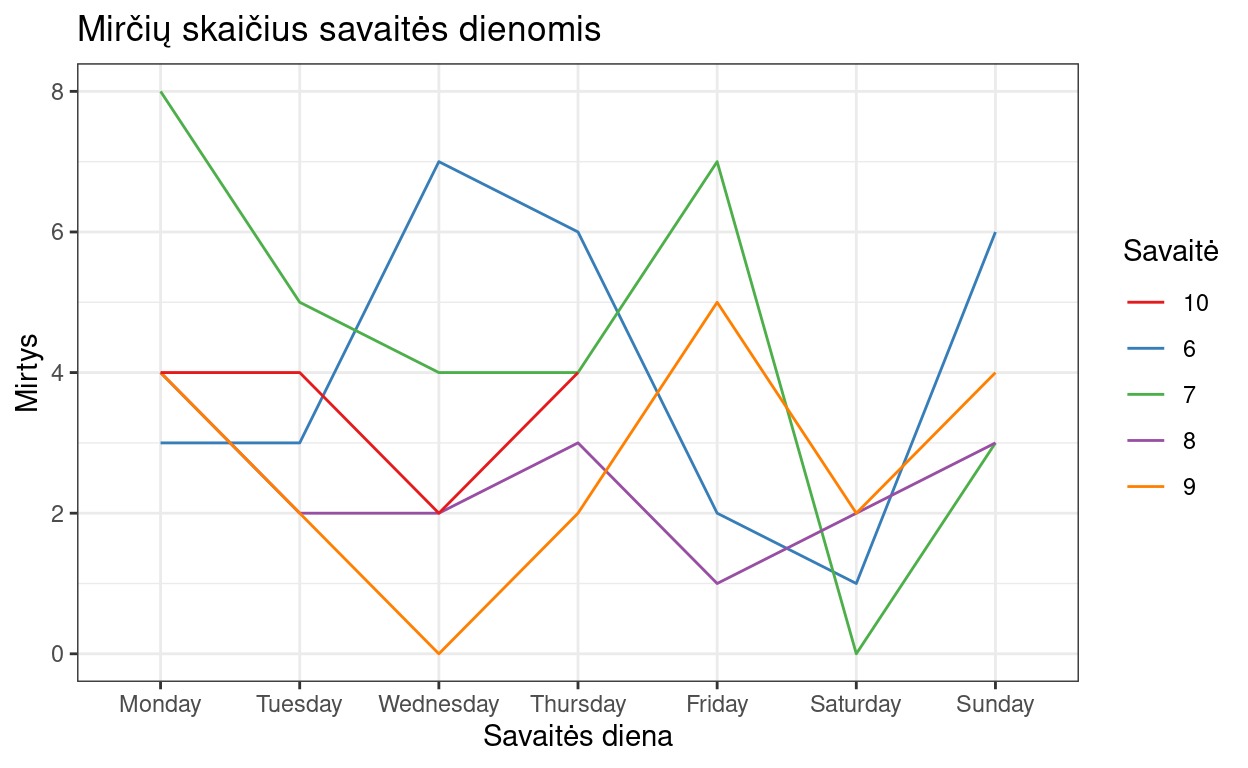 Mirčių skaičius savaitės dienomis
8
6
4
2
0
Mirtys
Monday Tuesday Wednesday Thursday Friday Saturday Sunday
Savaitės diena
Savaitė
10
6
7
8
9